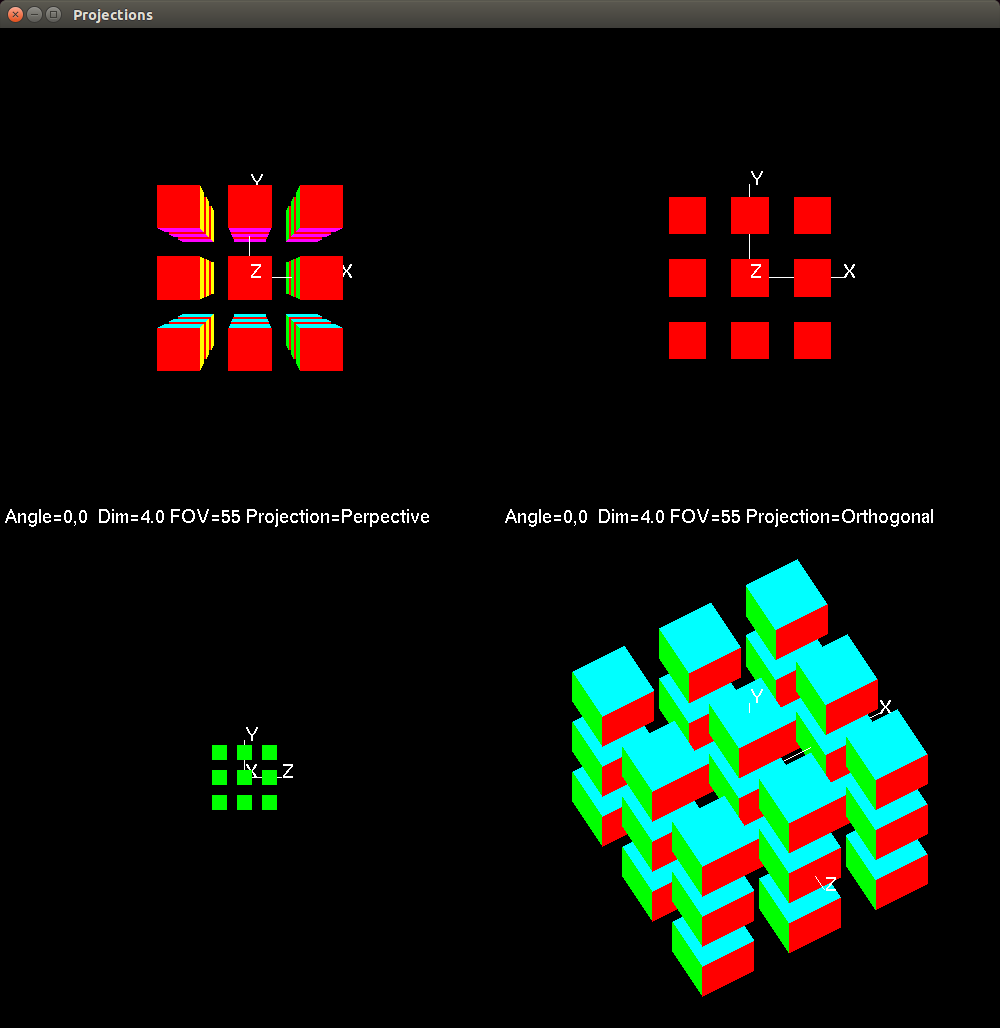 Projections
Y
Z
X
Y
Z
X
Angle=0,0 Dim=4.0 FOV=55 Projection=Perpective
Angle=0,0 Dim=4.0 FOV=55 Projection=Orthogonal
Y
X
Z
Y
X
Z